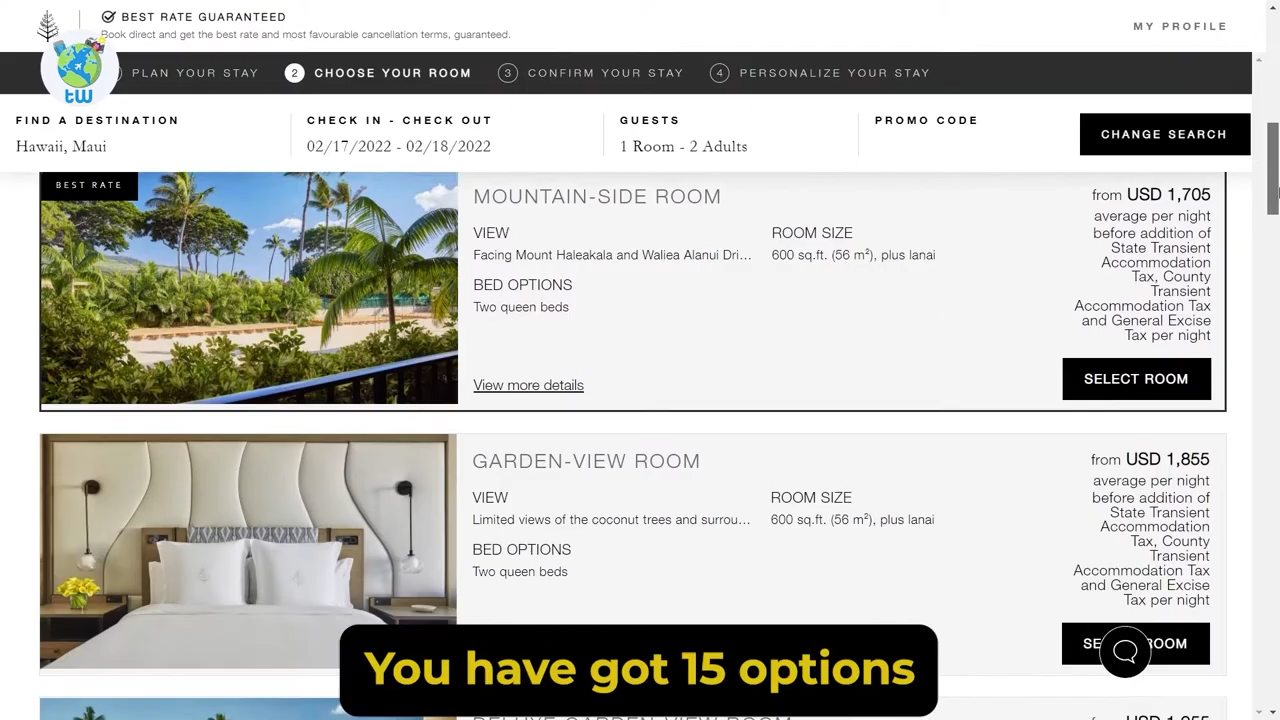 BEST RATE GUARANTEED
Book direct and get the best rate and most favourable cancellation terms, guaranteed.
MY PROFILE
PLAN YOUR STAY
2 CHOOSE YOUR ROOM
3 CONFIRM YOUR STAY
4 PERSONALIZE YOUR STAY
tw
FIND A DESTINATION
Hawaii, Maui
CHECK IN - CHECK OUT
02/17/2022 - 02/18/2022
GUESTS
1 Room - 2 Adults
PROMO CODE
CHANGE SEARCH
BEST RATE
MOUNTAIN-SIDE ROOM
VIEW
Facing Mount Haleakala and Waliea Alanui Dri...
BED OPTIONS
Two queen beds
ROOM SIZE
600 sq.ft. (56 m²), plus lanai
View more details
from USD 1,705
average per night
before addition of
State Transient
Accommodation
Tax, County
Transient
Accommodation Tax
and General Excise
Tax per night
SELECT ROOM
GARDEN-VIEW ROOM
VIEW
Limited views of the coconut trees and surrou...
BED OPTIONS
Two queen beds
ROOM SIZE
600 sq.ft. (56 m²), plus lanai
from USD 1,855
average per night
before addition of
State Transient
Accommodation
Tax, County
Transient
Accommodation Tax
and General Excise
Tax per night
ROOM
You have got 15 options